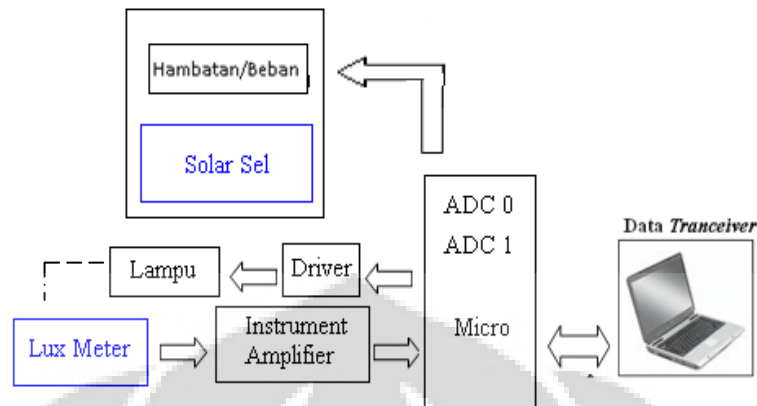 Hambatan/Beban
Solar Sel
ADC 0
ADC 1
Data Tranceiver
Lampu
Driver
Lux Meter
Instrument
Amplifier
Micro